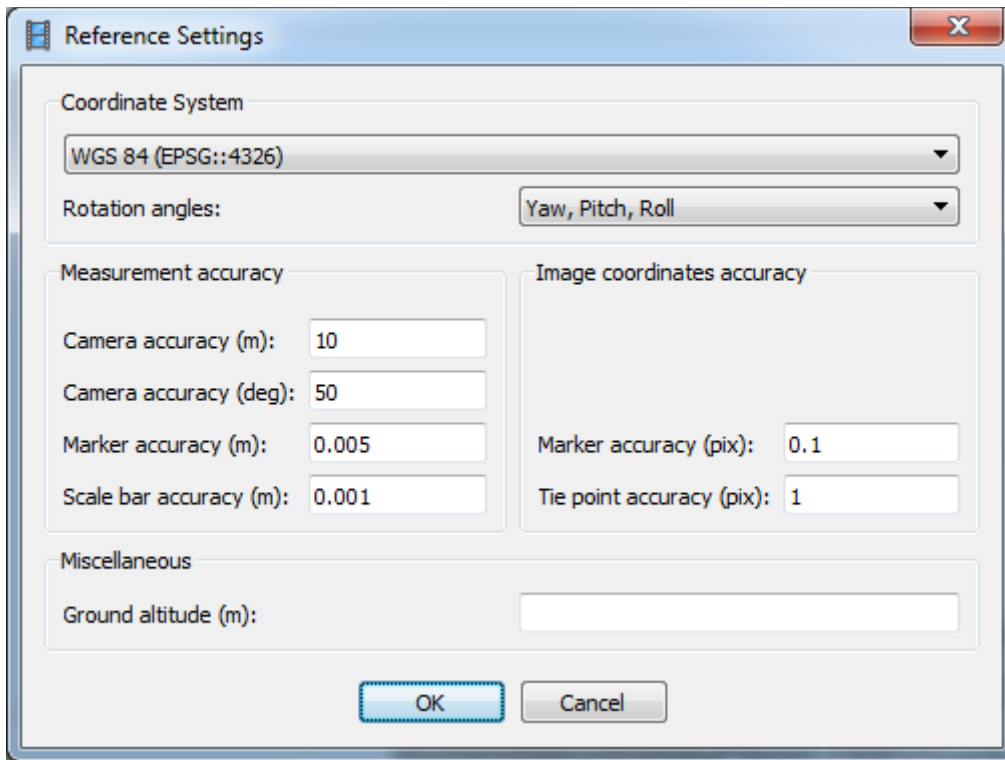 Reference Settings
Coordinate System
WGS 84 (EPSG::4326)
Rotation angles: Yaw, Pitch, Roll
Measurement accuracy
Camera accuracy (m): 10
Camera accuracy (deg): 50
Marker accuracy (m): 0.005
Scale bar accuracy (m): 0.001
Image coordinates accuracy
Marker accuracy (pix): 0.1
Tie point accuracy (pix): 1
Miscellaneous
Ground altitude (m):
OK Cancel